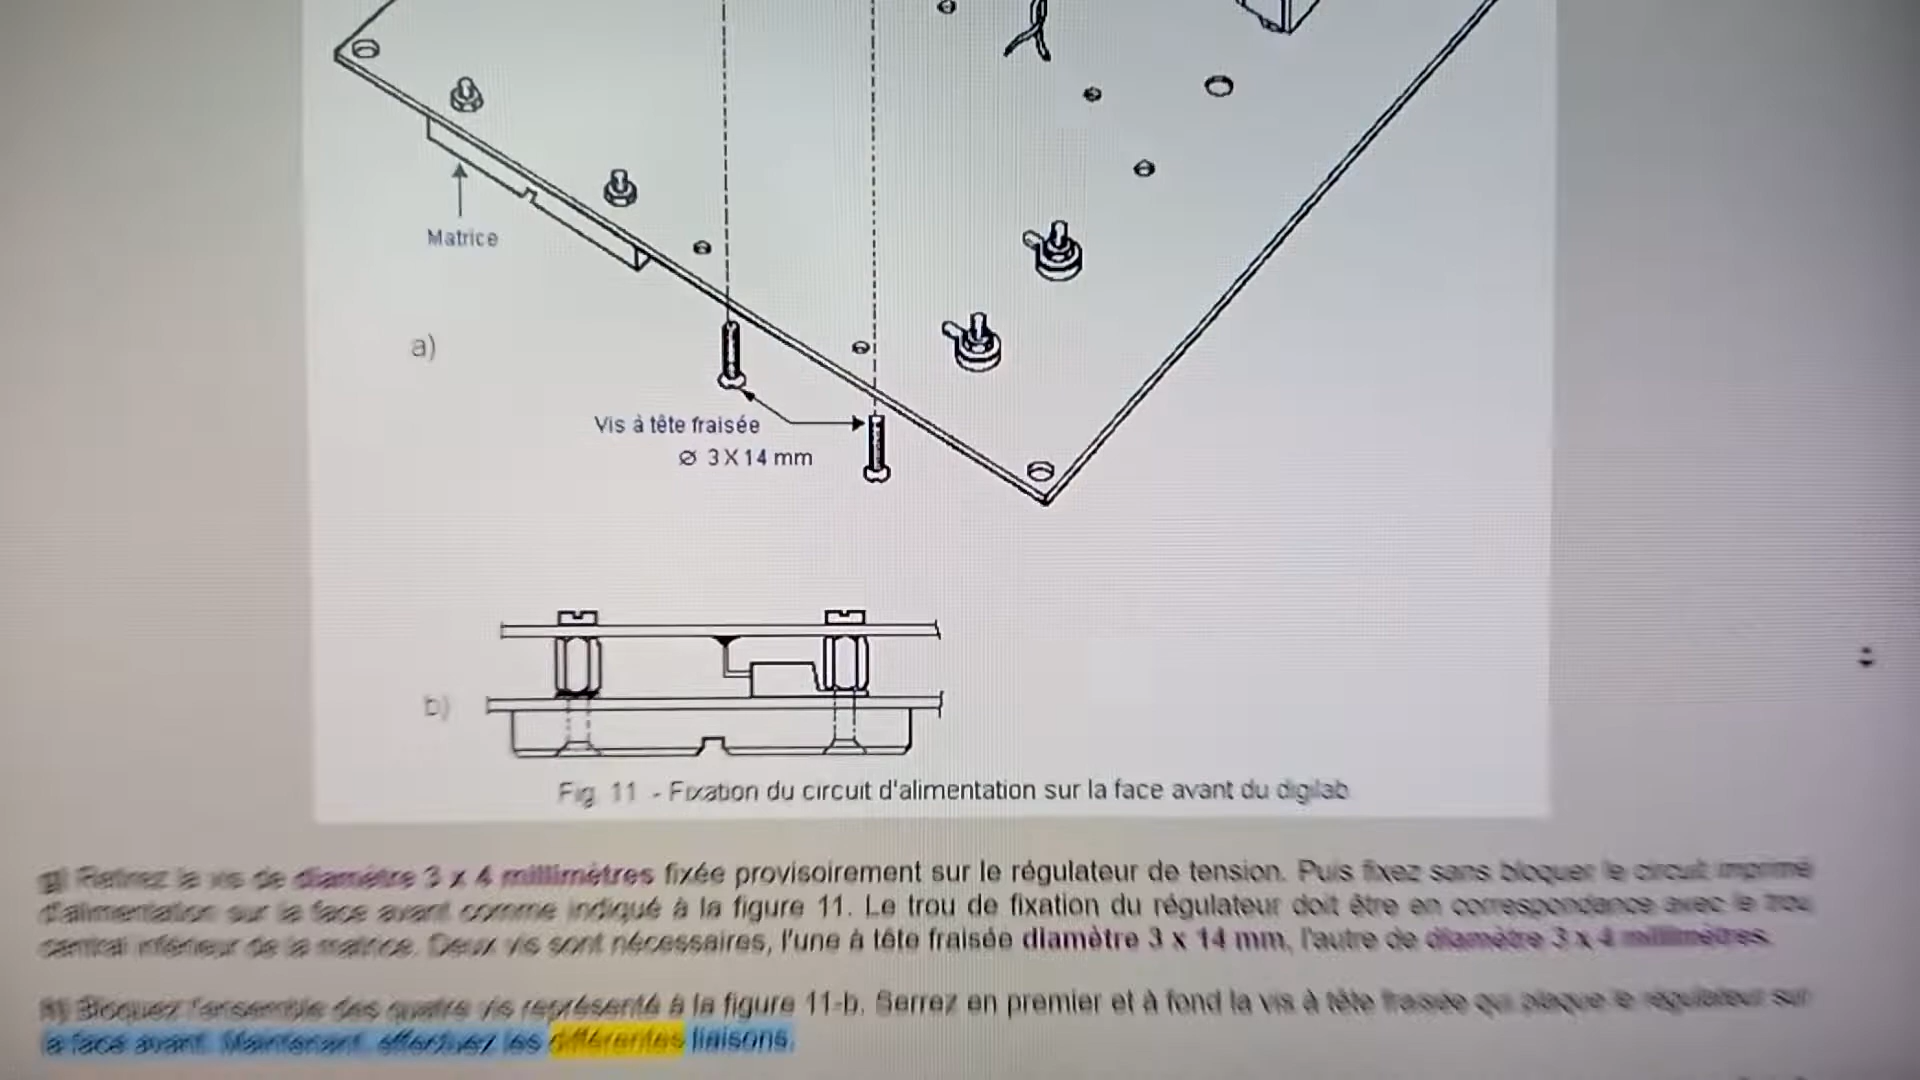 Matrice
a)
Vis à tête fraisée
Ø 3 X 14 mm
b)
Fig. 11 - Fixation du circuit d'alimentation sur la face avant du digilab
g) Retirez la vis de diamètre 3 x 4 millimètres fixée provisoirement sur le régulateur de tension. Puis fixez sans bloquer le circuit imprimé
d'alimentation sur la face avant comme indiqué à la figure 11. Le trou de fixation du régulateur doit être en correspondance avec le trou
central inférieur de la matrice. Deux vis sont nécessaires, l'une à tête fraisée diamètre 3 x 14 mm, l'autre de diamètre 3 x 4 millimètres.
h) Bloquez l'ensemble des quatre vis représenté à la figure 11-b. Serrez en premier et à fond la vis à tête fraisée qui plaque le régulateur sur
la face avant. Maintenant, effectuez les différentes liaisons.